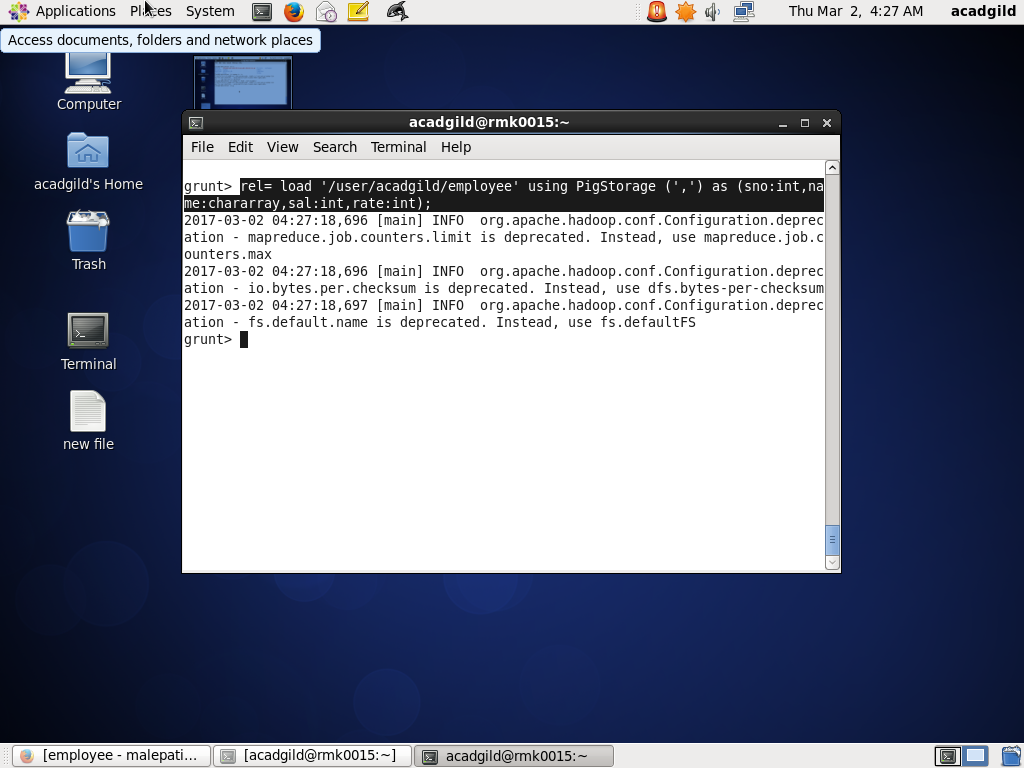 Applications Places System Thu Mar 2, 4:27 AM acadgild
Access documents, folders and network places
Computer
acadgild's Home
Trash
Terminal
new file
acadgild@rmk0015:~
File Edit View Search Terminal Help
grunt> rel= load '/user/acadgild/employee' using PigStorage (',') as (sno:int,na
me:chararray,sal:int,rate:int);
2017-03-02 04:27:18,696 [main] INFO  org.apache.hadoop.conf.Configuration.deprec
ation - mapreduce.job.counters.limit is deprecated. Instead, use mapreduce.job.c
ounters.max
2017-03-02 04:27:18,696 [main] INFO  org.apache.hadoop.conf.Configuration.deprec
ation - io.bytes.per.checksum is deprecated. Instead, use dfs.bytes-per-checksum
2017-03-02 04:27:18,697 [main] INFO  org.apache.hadoop.conf.Configuration.deprec
ation - fs.default.name is deprecated. Instead, use fs.defaultFS
grunt>
[employee - malepati... [acadgild@rmk0015:~] acadgild@rmk0015:~